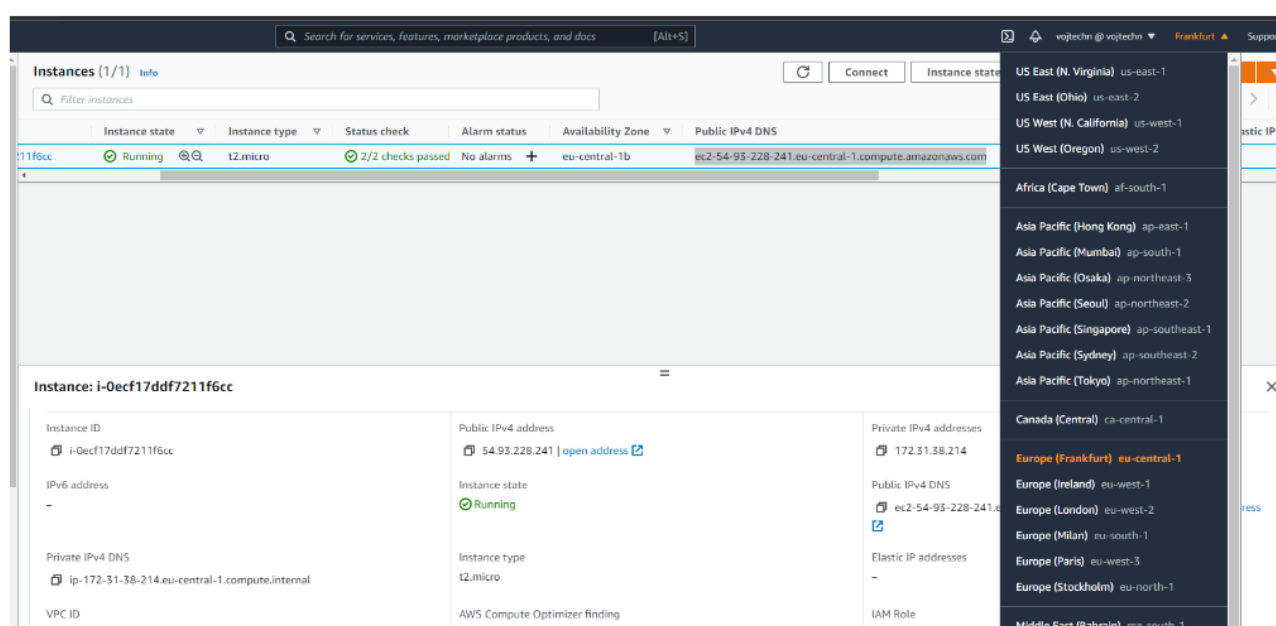 Search for services, features, marketplace products, and docs [Alt+S] vojtechn @ vojtechn Frankfurt
Instances (1/1) Info Connect Instance state
Filter instances
Instance state Instance type Status check Alarm status Availability Zone Public IPv4 DNS
211f6cc Running t2.micro 2/2 checks passed No alarms + eu-central-1b ec2-54-93-228-241.eu-central-1.compute.amazonaws.com
US East (N. Virginia) us-east-1
US East (Ohio) us-east-2
US West (N. California) us-west-1
US West (Oregon) us-west-2
Africa (Cape Town) af-south-1
Asia Pacific (Hong Kong) ap-east-1
Asia Pacific (Mumbai) ap-south-1
Asia Pacific (Osaka) ap-northeast-3
Asia Pacific (Seoul) ap-northeast-2
Asia Pacific (Singapore) ap-southeast-1
Asia Pacific (Sydney) ap-southeast-2
Asia Pacific (Tokyo) ap-northeast-1
Canada (Central) ca-central-1
Europe (Frankfurt) eu-central-1
Europe (Ireland) eu-west-1
Europe (London) eu-west-2
Europe (Milan) eu-south-1
Europe (Paris) eu-west-3
Europe (Stockholm) eu-north-1
Middle East (Bahrain) me-south-1
Instance: i-0ecf17ddf7211f6cc
Instance ID
i-0ecf17ddf7211f6cc
Public IPv4 address
54.93.228.241 | open address
Private IPv4 addresses
172.31.38.214
IPv6 address
–
Instance state
Running
Public IPv4 DNS
ec2-54-93-228-241.e
Private IPv4 DNS
ip-172-31-38-214.eu-central-1.compute.internal
Instance type
t2.micro
Elastic IP addresses
–
VPC ID
AWS Compute Optimizer finding
IAM Role